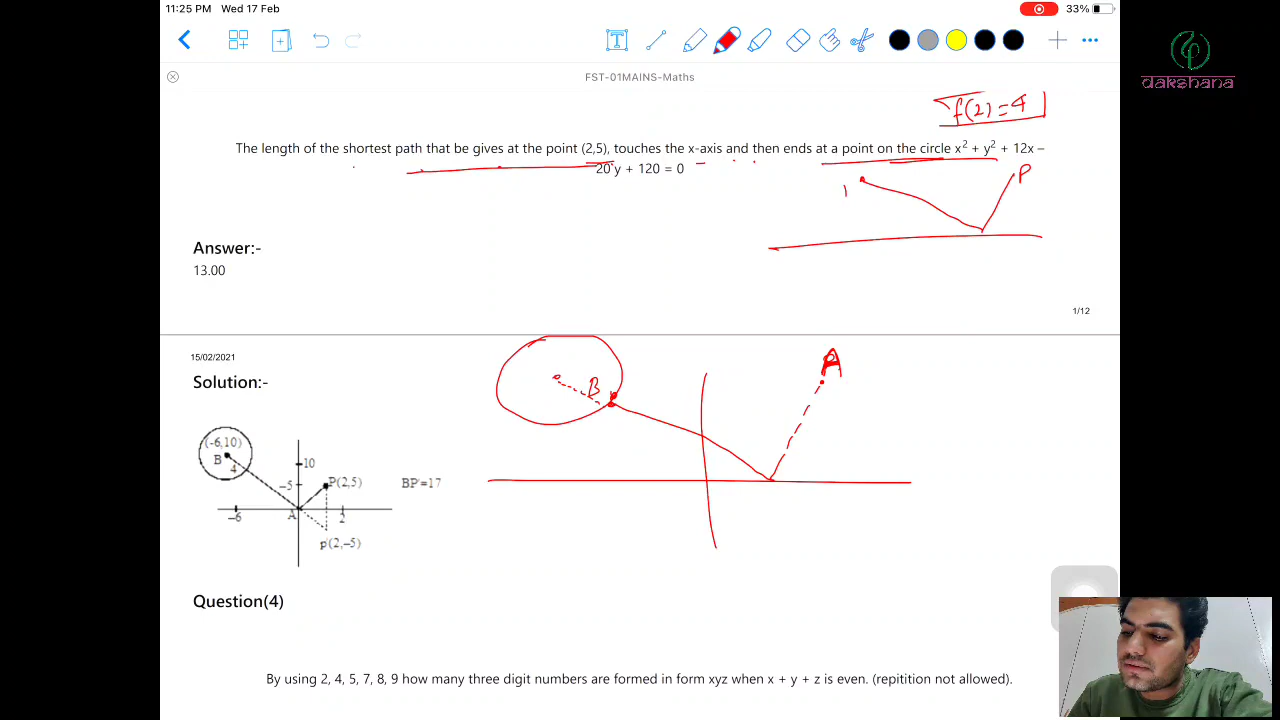 11:25 PM Wed 17 Feb
33%
dakshana
FST-01MAINS-Maths
f(2)=4
The length of the shortest path that be gives at the point (2,5), touches the x-axis and then ends at a point on the circle x² + y² + 12x –
20 y + 120 = 0
P
Answer:-
13.00
1/12
15/02/2021
Solution:-
B
A
(-6,10)
B
4
10
5
P(2,5)
BP'=17
A
–6
2
p(2,–5)
Question(4)
By using 2, 4, 5, 7, 8, 9 how many three digit numbers are formed in form xyz when x + y + z is even. (repitition not allowed).